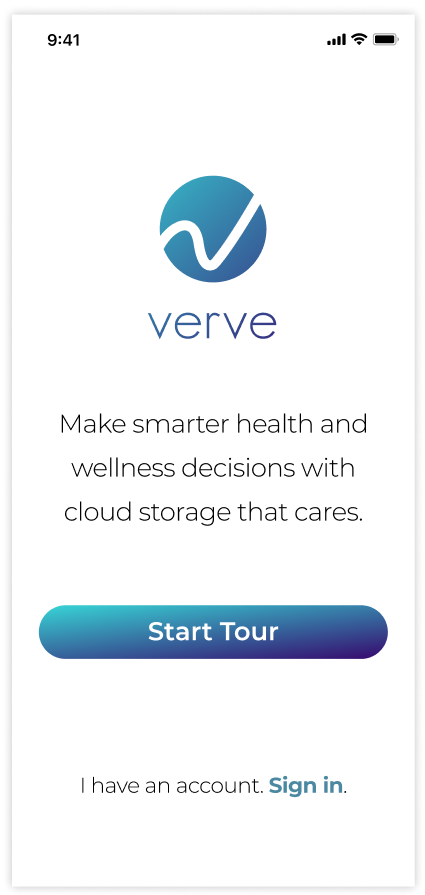 9:41
verve
Make smarter health and
wellness decisions with
cloud storage that cares.
Start Tour
I have an account. Sign in.